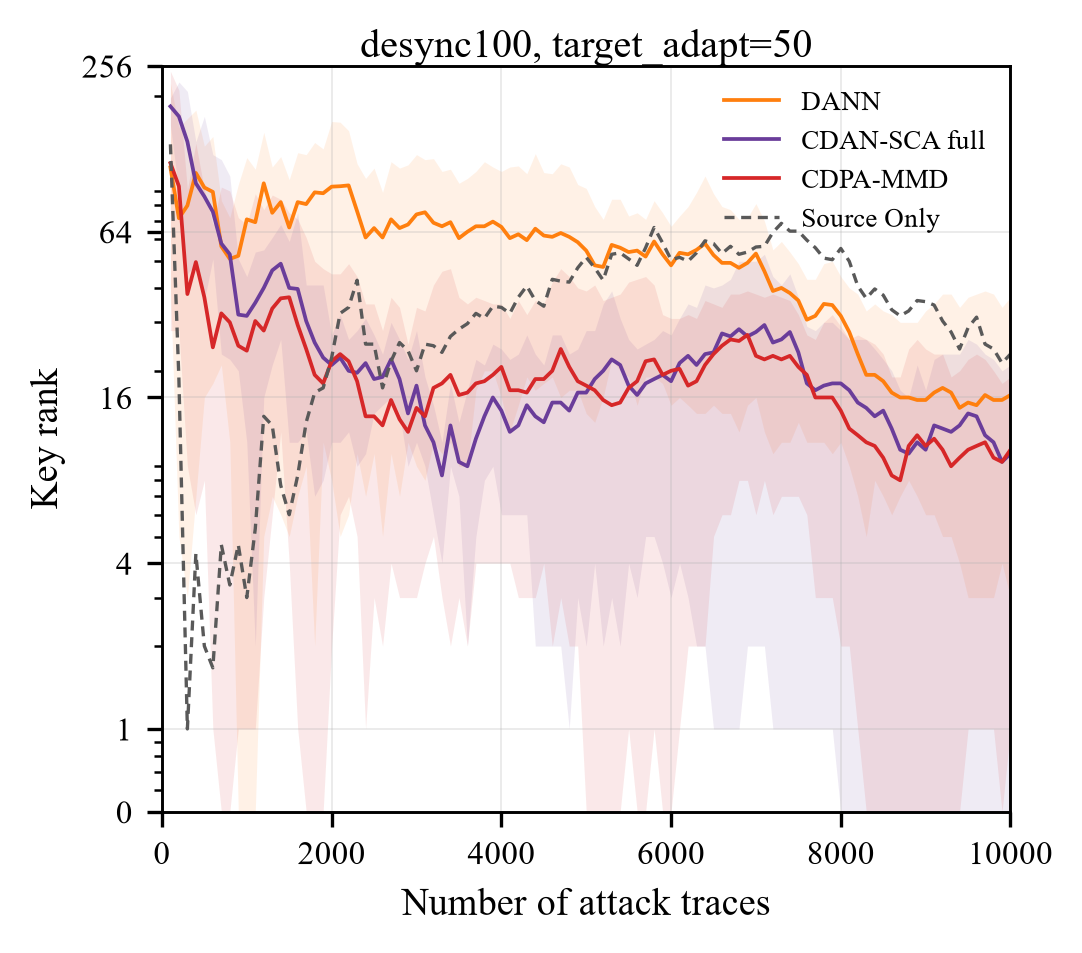 desync100, target_adapt=50
256
64
16
4
1
0
Key rank
DANN
CDAN-SCA full
CDPA-MMD
Source Only
0 2000 4000 6000 8000 10000
Number of attack traces